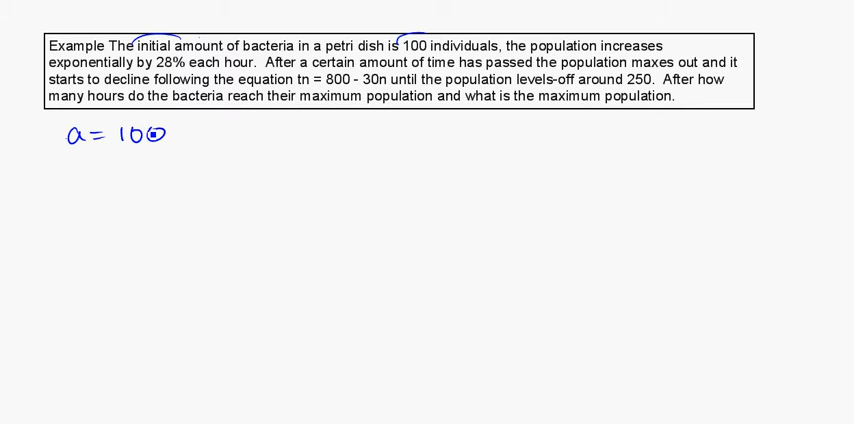 Example The initial amount of bacteria in a petri dish is 100 individuals, the population increases
exponentially by 28% each hour.  After a certain amount of time has passed the population maxes out and it
starts to decline following the equation tn = 800 - 30n until the population levels-off around 250.  After how
many hours do the bacteria reach their maximum population and what is the maximum population.
a = 100